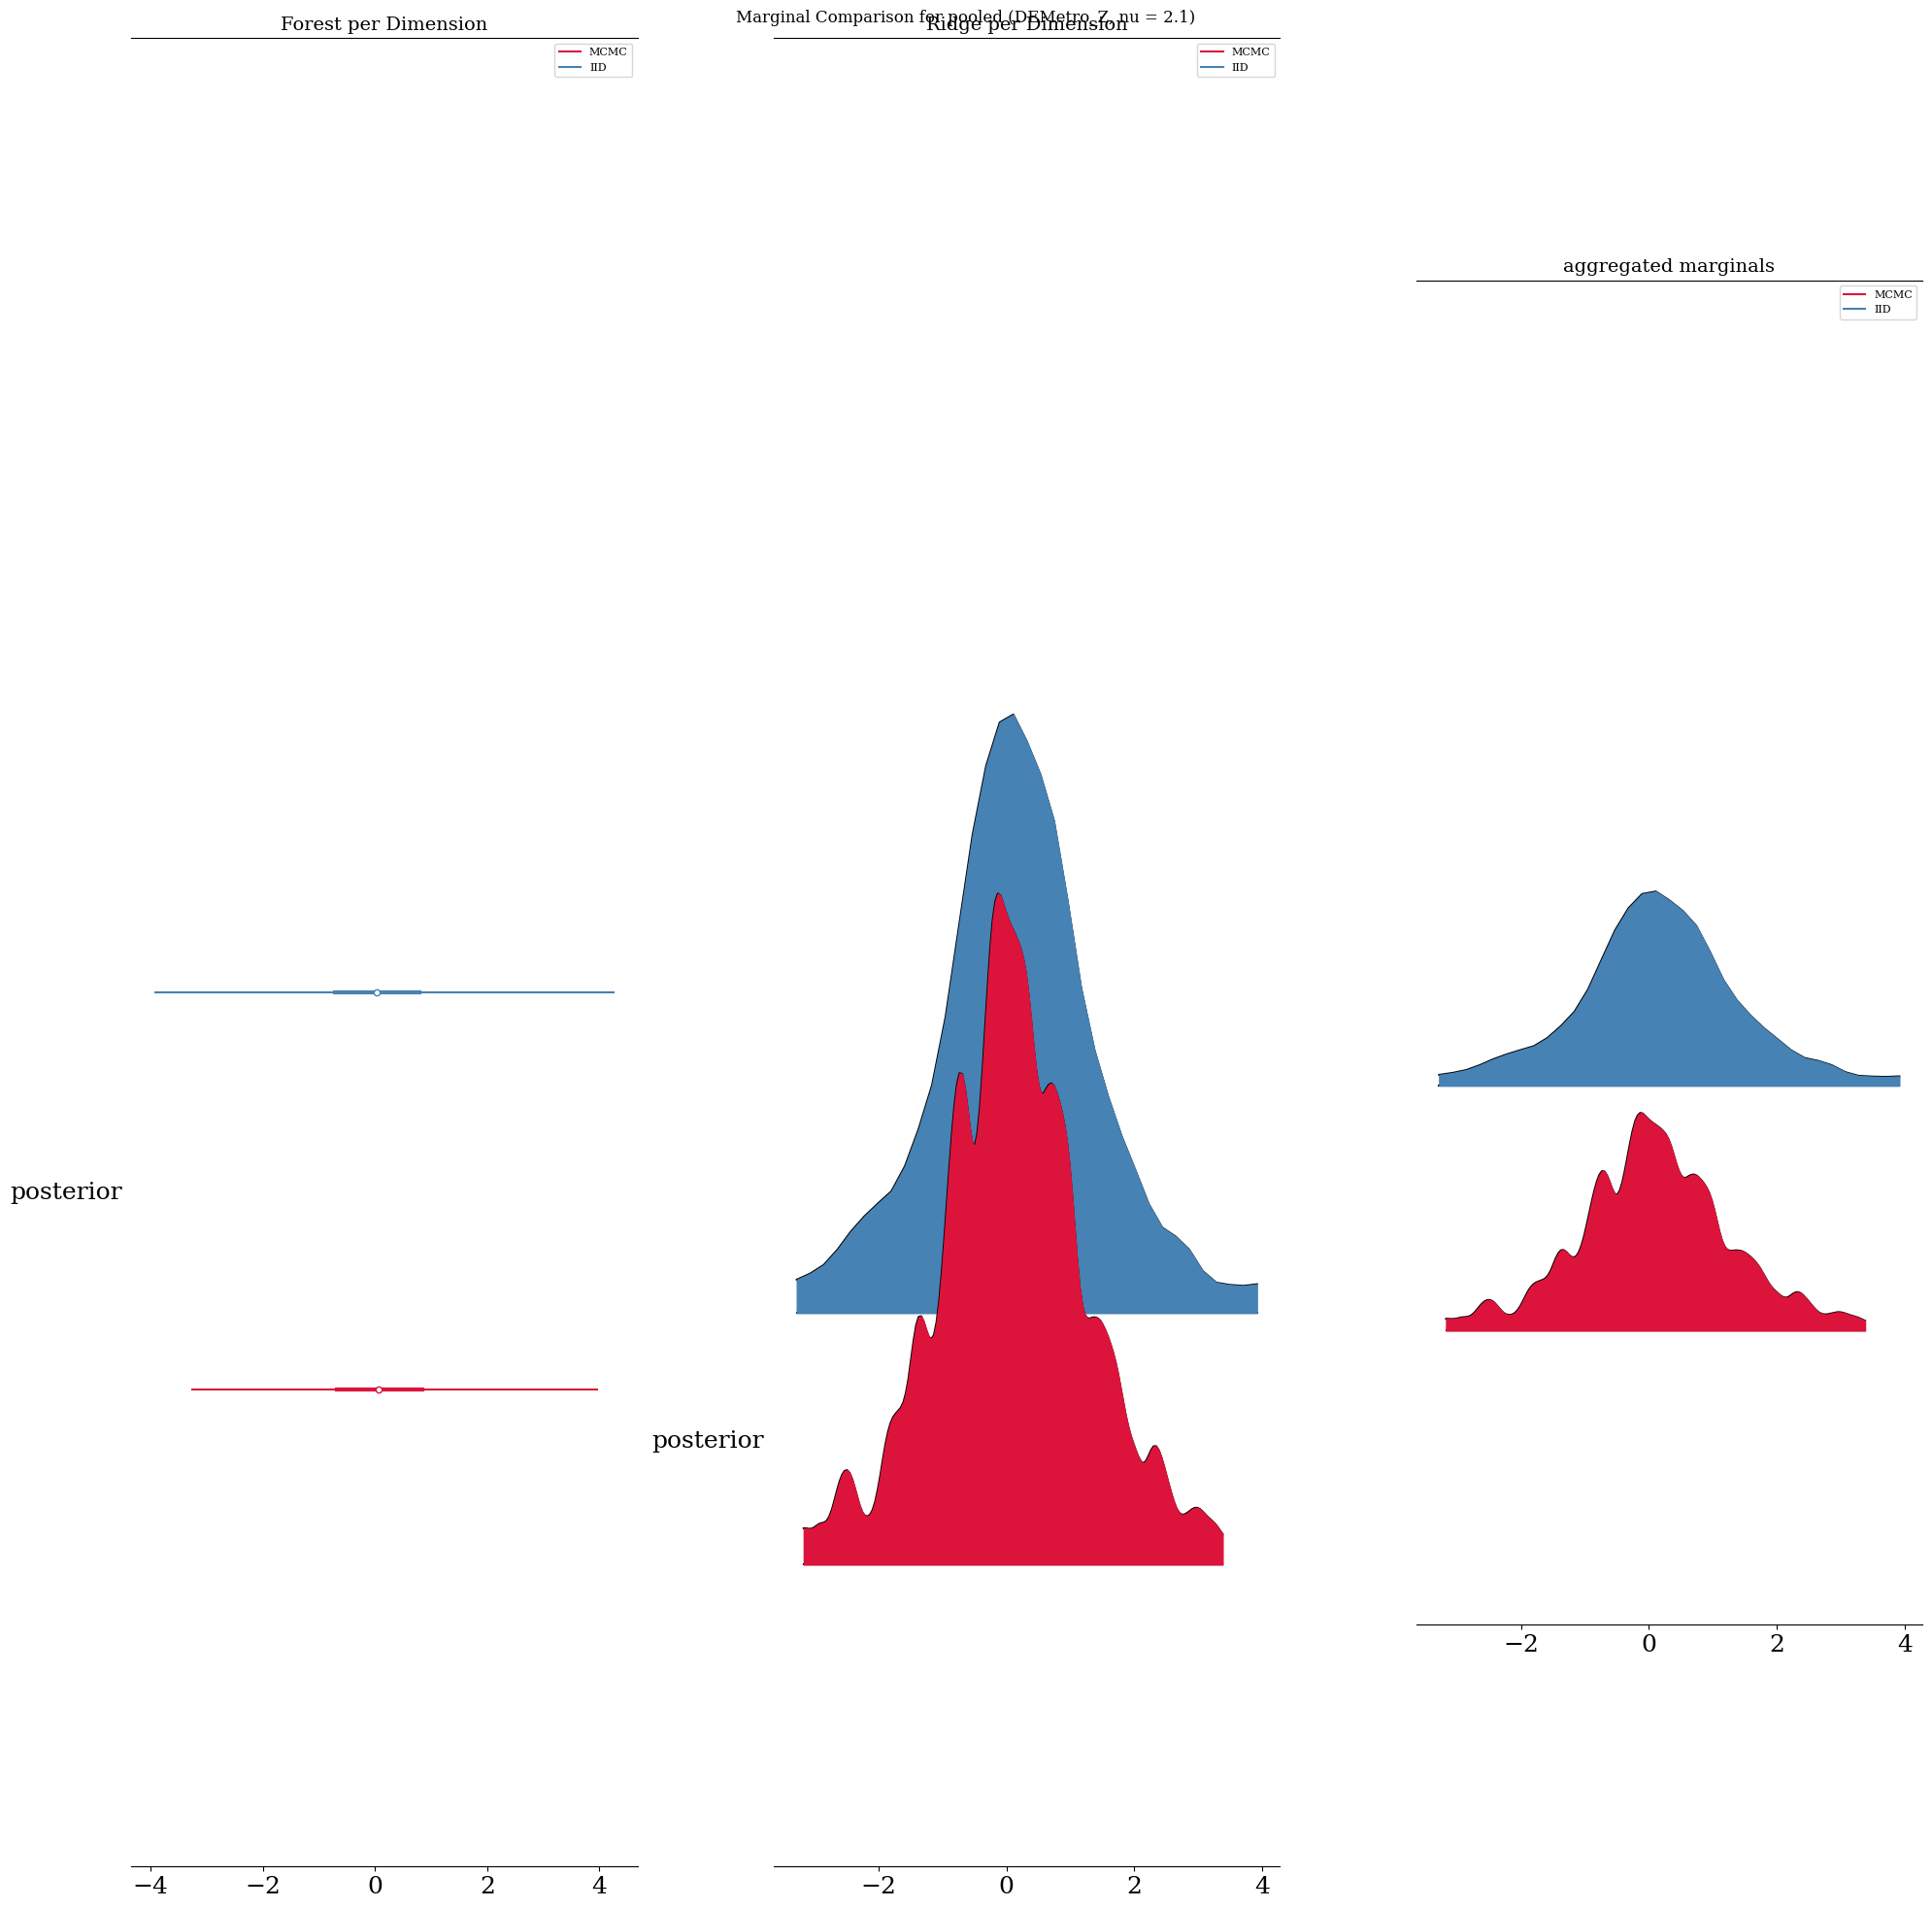 Marginal Comparison for pooled (DEMetro_Z, nu = 2.1)
Forest per Dimension
MCMC
IID
posterior
−4 −2 0 2 4
Ridge per Dimension
MCMC
IID
posterior
−2 0 2 4
aggregated marginals
MCMC
IID
−2 0 2 4